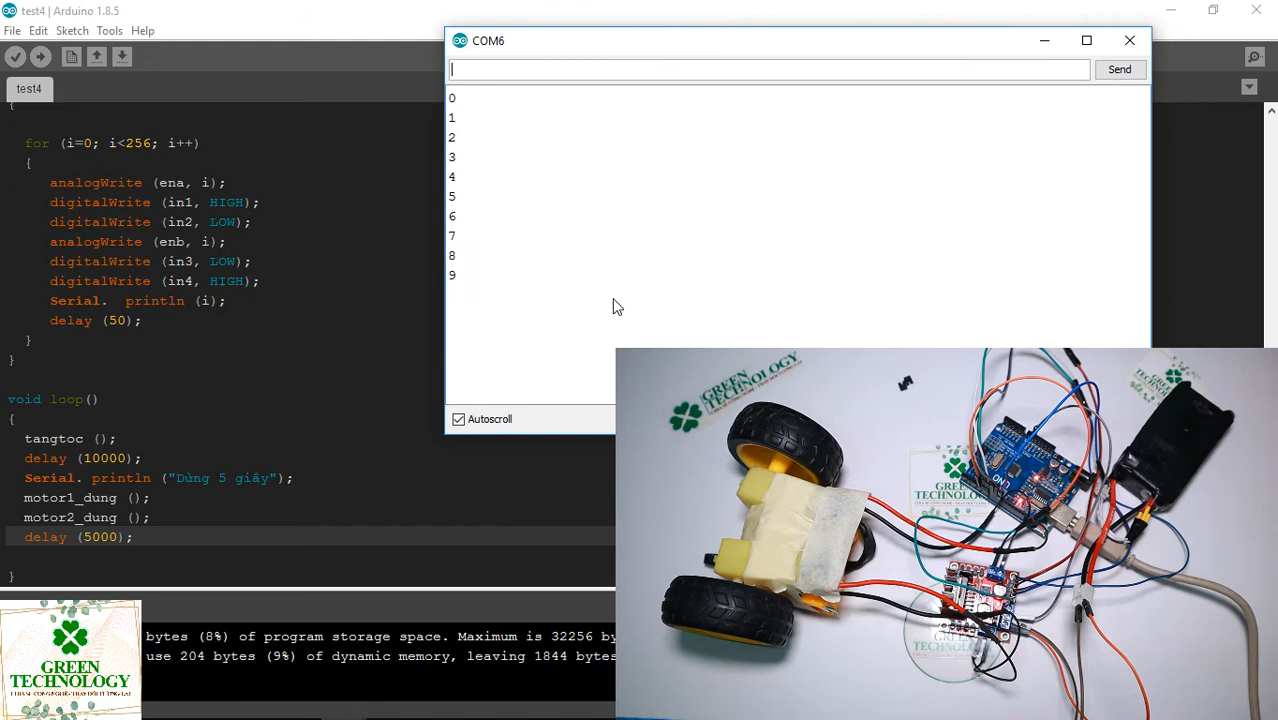 test4 | Arduino 1.8.5
File Edit Sketch Tools Help
test4
{
for (i=0; i<256; i++)
{
analogWrite (ena, i);
digitalWrite (in1, HIGH);
digitalWrite (in2, LOW);
analogWrite (enb, i);
digitalWrite (in3, LOW);
digitalWrite (in4, HIGH);
Serial. println (i);
delay (50);
}
}
void loop()
{
tangtoc ();
delay (10000);
Serial. println ("Dừng 5 giây");
motor1_dung ();
motor2_dung ();
delay (5000);
}
COM6
Send
0
1
2
3
4
5
6
7
8
9
Autoscroll
bytes (8%) of program storage space. Maximum is 32256 by
use 204 bytes (9%) of dynamic memory, leaving 1844 bytes
GREEN
TECHNOLOGY
GREEN
TECHNOLOGY
GREEN
TECHNOLOGY
UNO